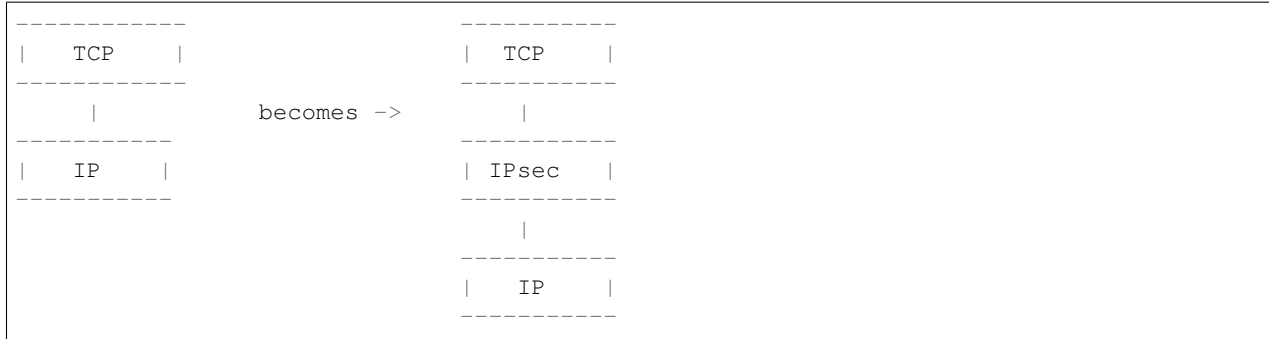 ------------                   -----------
|   TCP    |                   |  TCP    |
------------                   -----------
     |          becomes ->          |
-----------                    -----------
|   IP    |                    | IPsec   |
-----------                    -----------
                                    |
                               -----------
                               |   IP    |
                               -----------